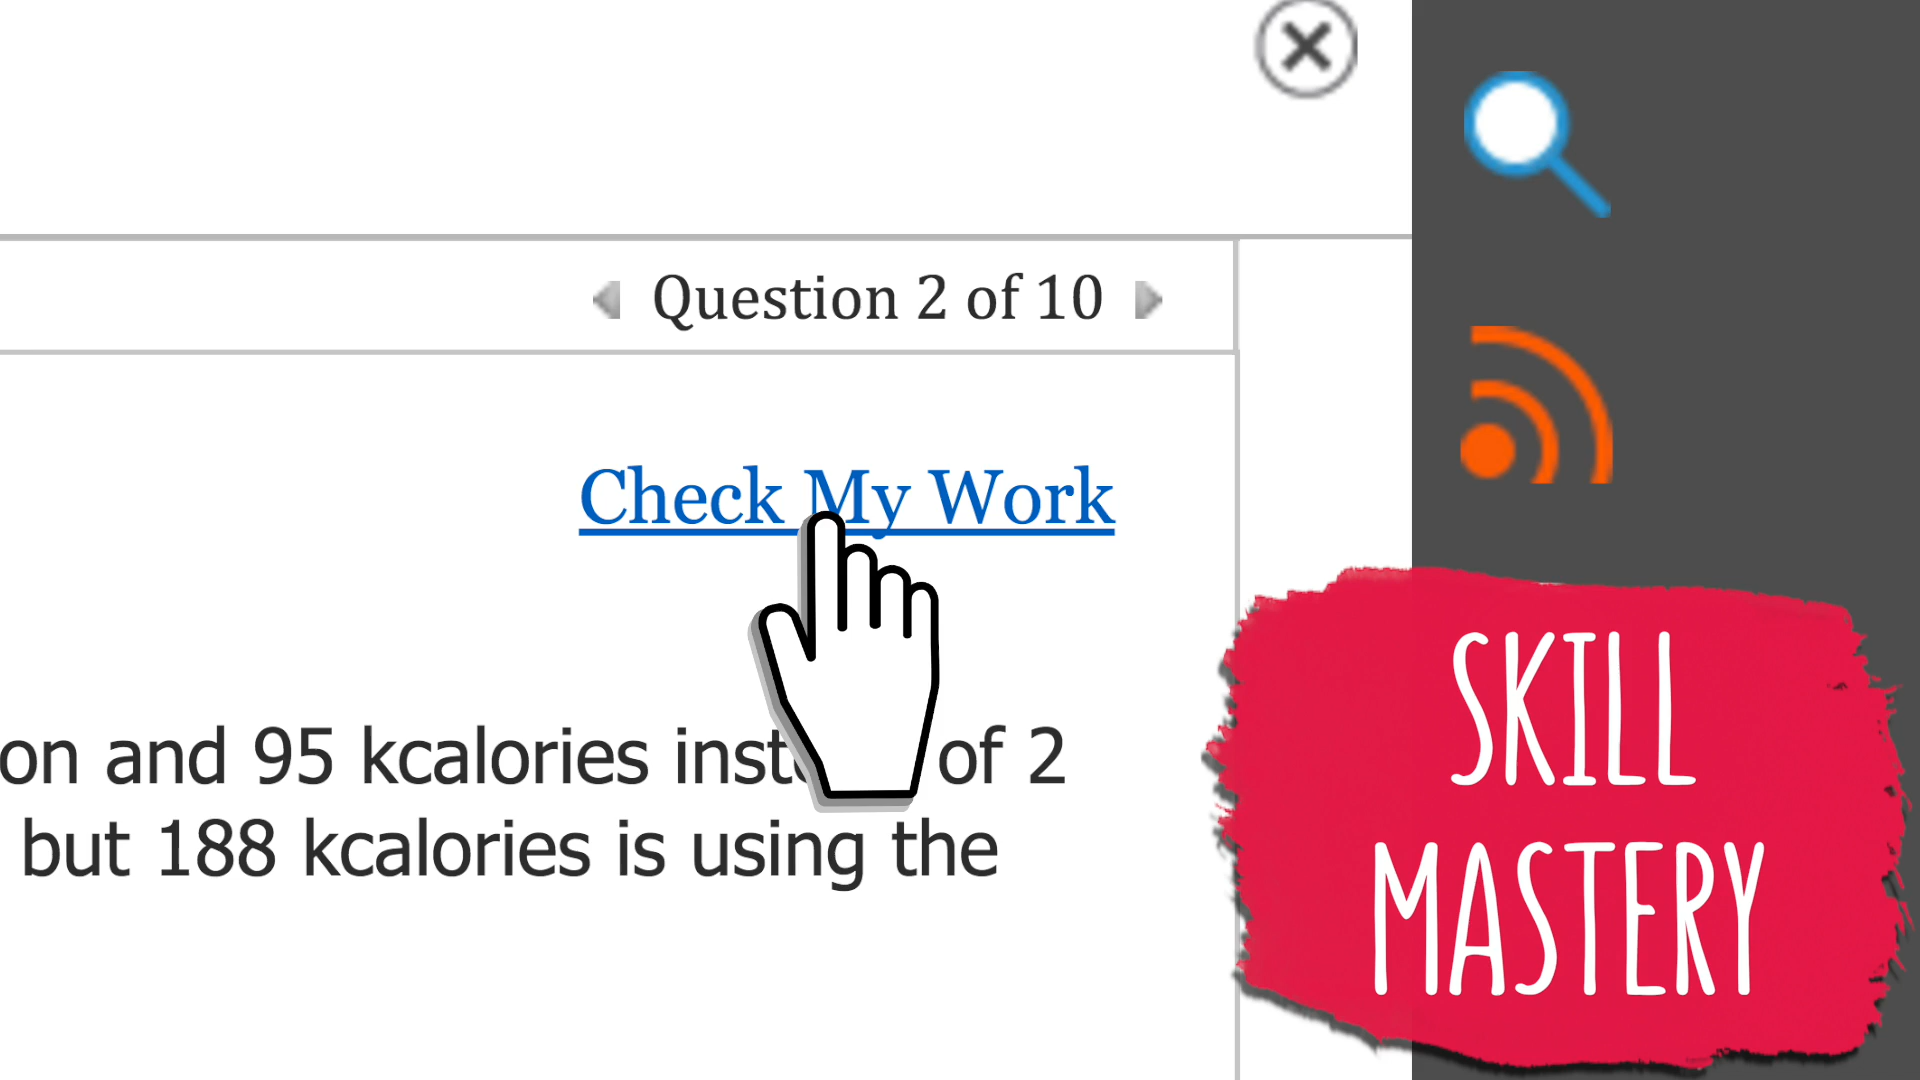 Question 2 of 10
Check My Work
on and 95 kcalories of 2
but 188 kcalories is using the
SKILL
MASTERY